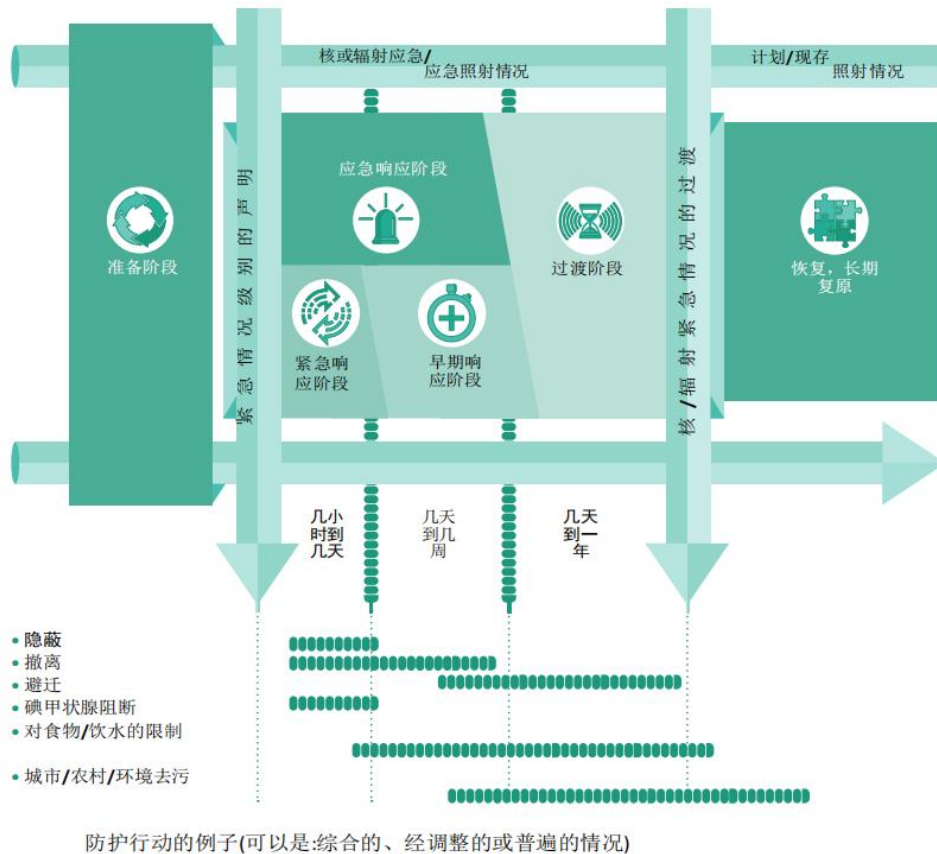 核或辐射应急/
应急照射情况
计划/现存
照射情况
准备阶段
紧急情况级别的声明
应急响应阶段
紧急响
应阶段
早期响
应阶段
过渡阶段
核/辐射紧急情况的过渡
恢复，长期
复原
几小
时到
几天
几天
到几
周
几天
到一
年
• 隐蔽
• 撤离
• 避迁
• 碘甲状腺阻断
• 对食物/饮水的限制
• 城市/农村/环境去污
防护行动的例子(可以是:综合的、经调整的或普遍的情况)